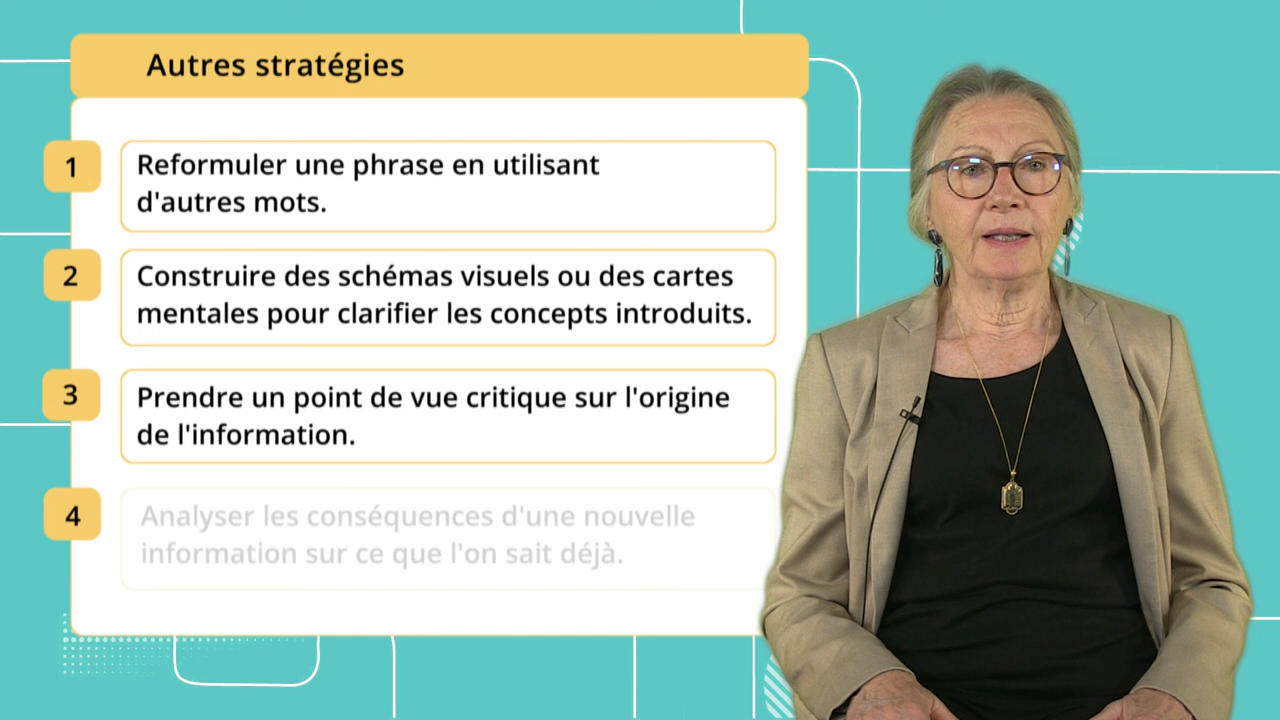 Autres stratégies
1
Reformuler une phrase en utilisant
d'autres mots.
2
Construire des schémas visuels ou des cartes
mentales pour clarifier les concepts introduits.
3
Prendre un point de vue critique sur l'origine
de l'information.
4
Analyser les conséquences d'une nouvelle
information sur ce que l'on sait déjà.